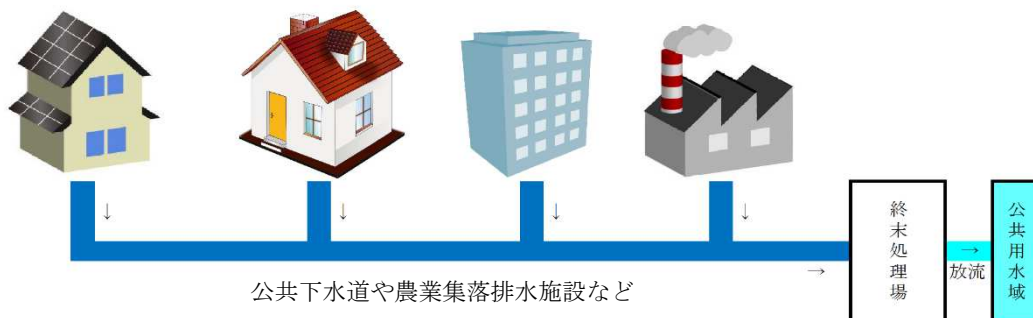 ↓
↓
↓
↓
→
公共下水道や農業集落排水施設など
終末処理場
→
放流
公共用水域